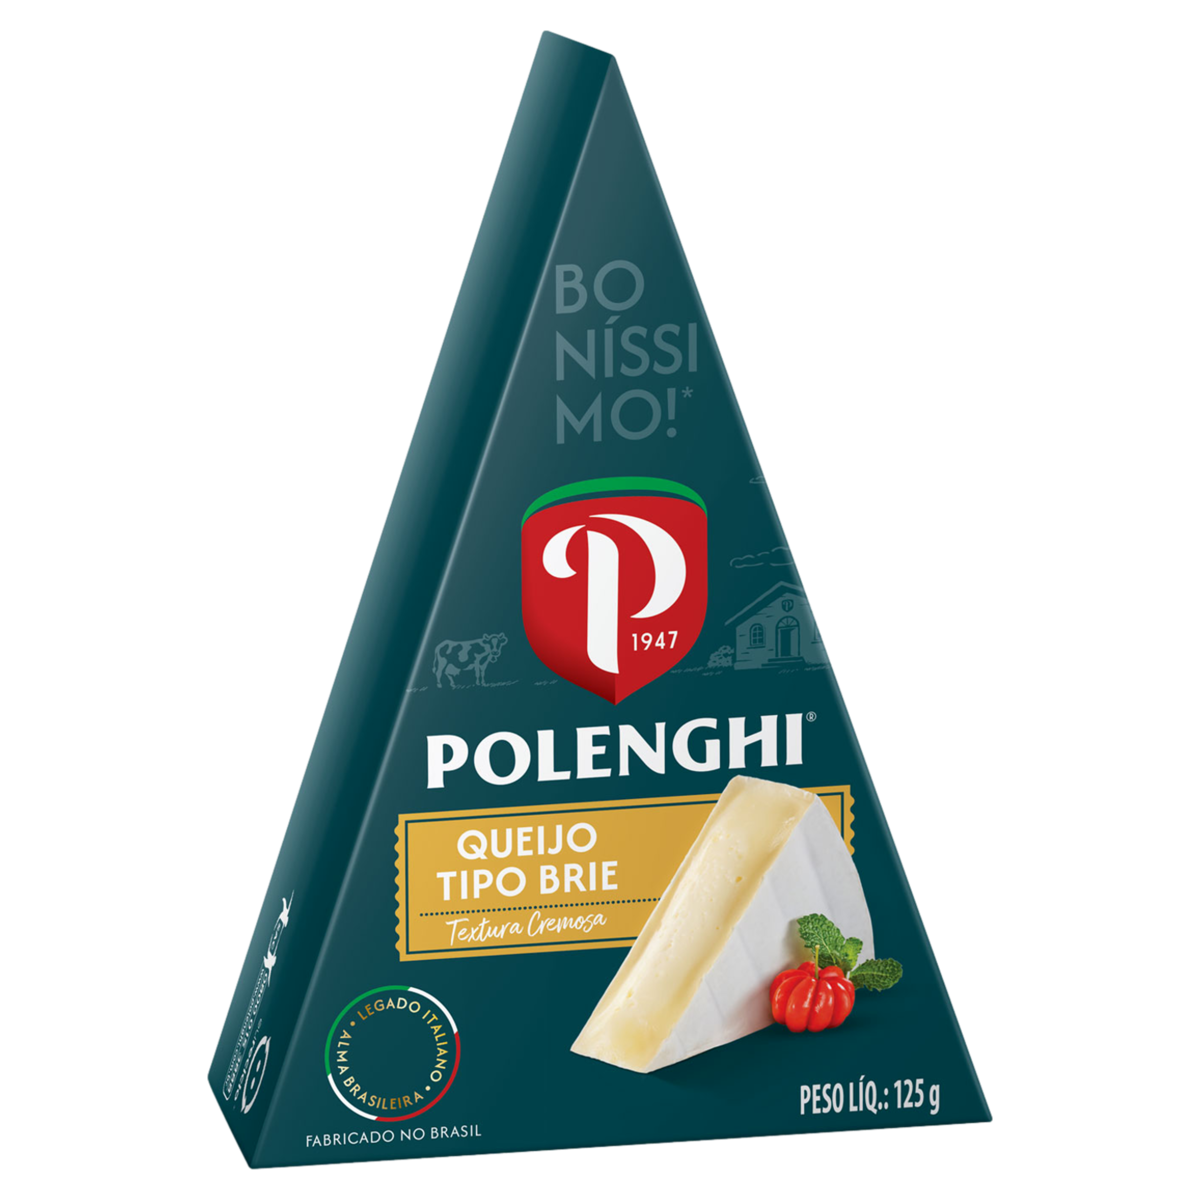 BO
NÍSSI
MO!*
P
1947
POLENGHI®
QUEIJO
TIPO BRIE
Textura Cremosa
LEGADO ITALIANO •
ALMA BRASILEIRA •
FABRICADO NO BRASIL
PESO LÍQ.: 125 g